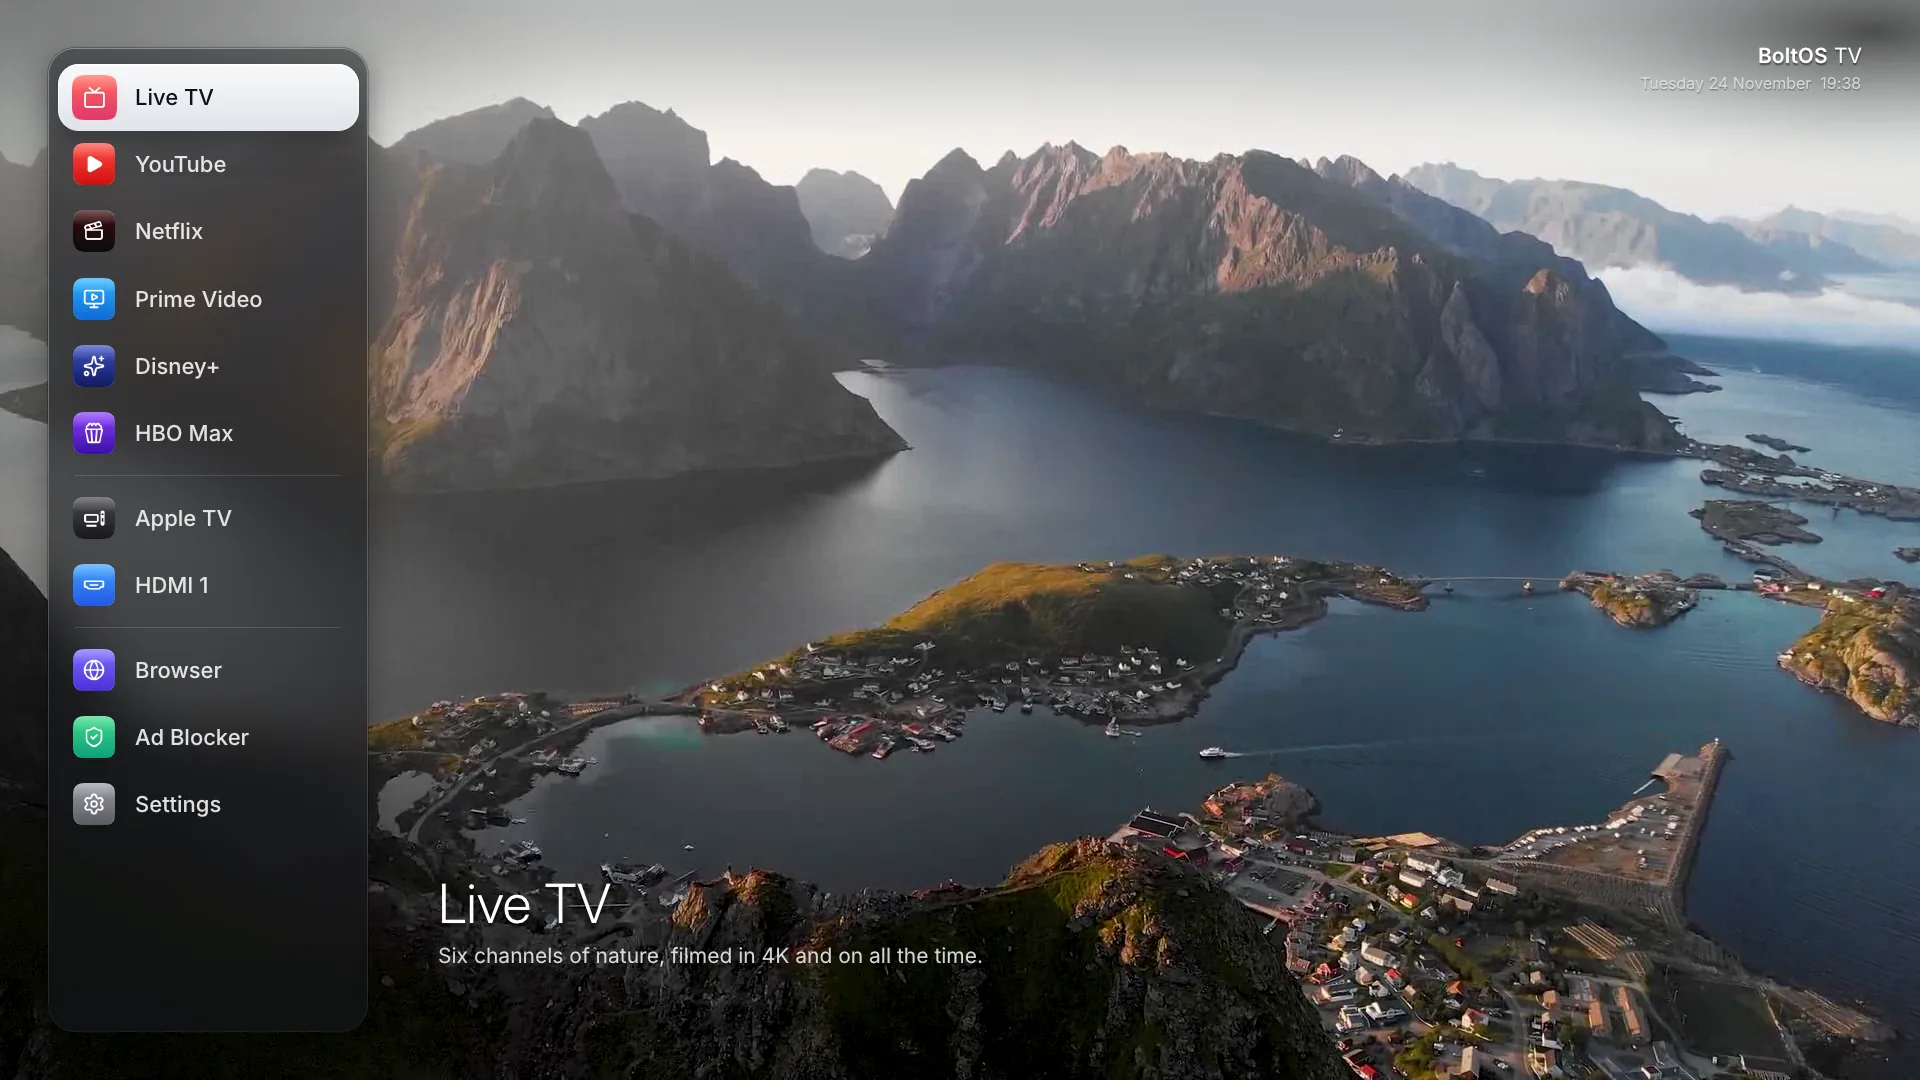 Live TV
YouTube
Netflix
Prime Video
Disney+
HBO Max
Apple TV
HDMI 1
Browser
Ad Blocker
Settings
BoltOS TV
Tuesday 24 November 19:38
Live TV
Six channels of nature, filmed in 4K and on all the time.